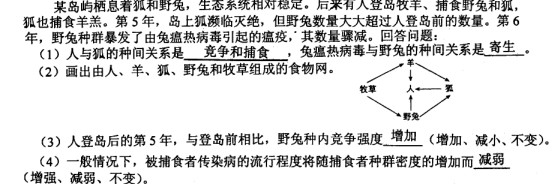 某岛屿栖息着狐和野兔，生态系统相对稳定。后来有人登岛牧羊、捕食野兔和狐，
狐也捕食羊羔。第5年，岛上狐濒临灭绝，但野兔数量大大超过人登岛前的数量。第6
年，野兔种群暴发了由兔瘟热病毒引起的瘟疫，其数量骤减。回答问题：
（1）人与狐的种间关系是 竞争和捕食 ，兔瘟热病毒与野兔的种间关系是 寄生 。
（2）画出由人、羊、狐、野兔和牧草组成的食物网。
羊
牧草 人 狐
野兔
（3）人登岛后的第5年，与登岛前相比，野兔种内竞争强度 增加 （增加、减小、不变）。
（4）一般情况下，被捕食者传染病的流行程度将随捕食者种群密度的增加而 减弱
（增强、减弱、不变）。